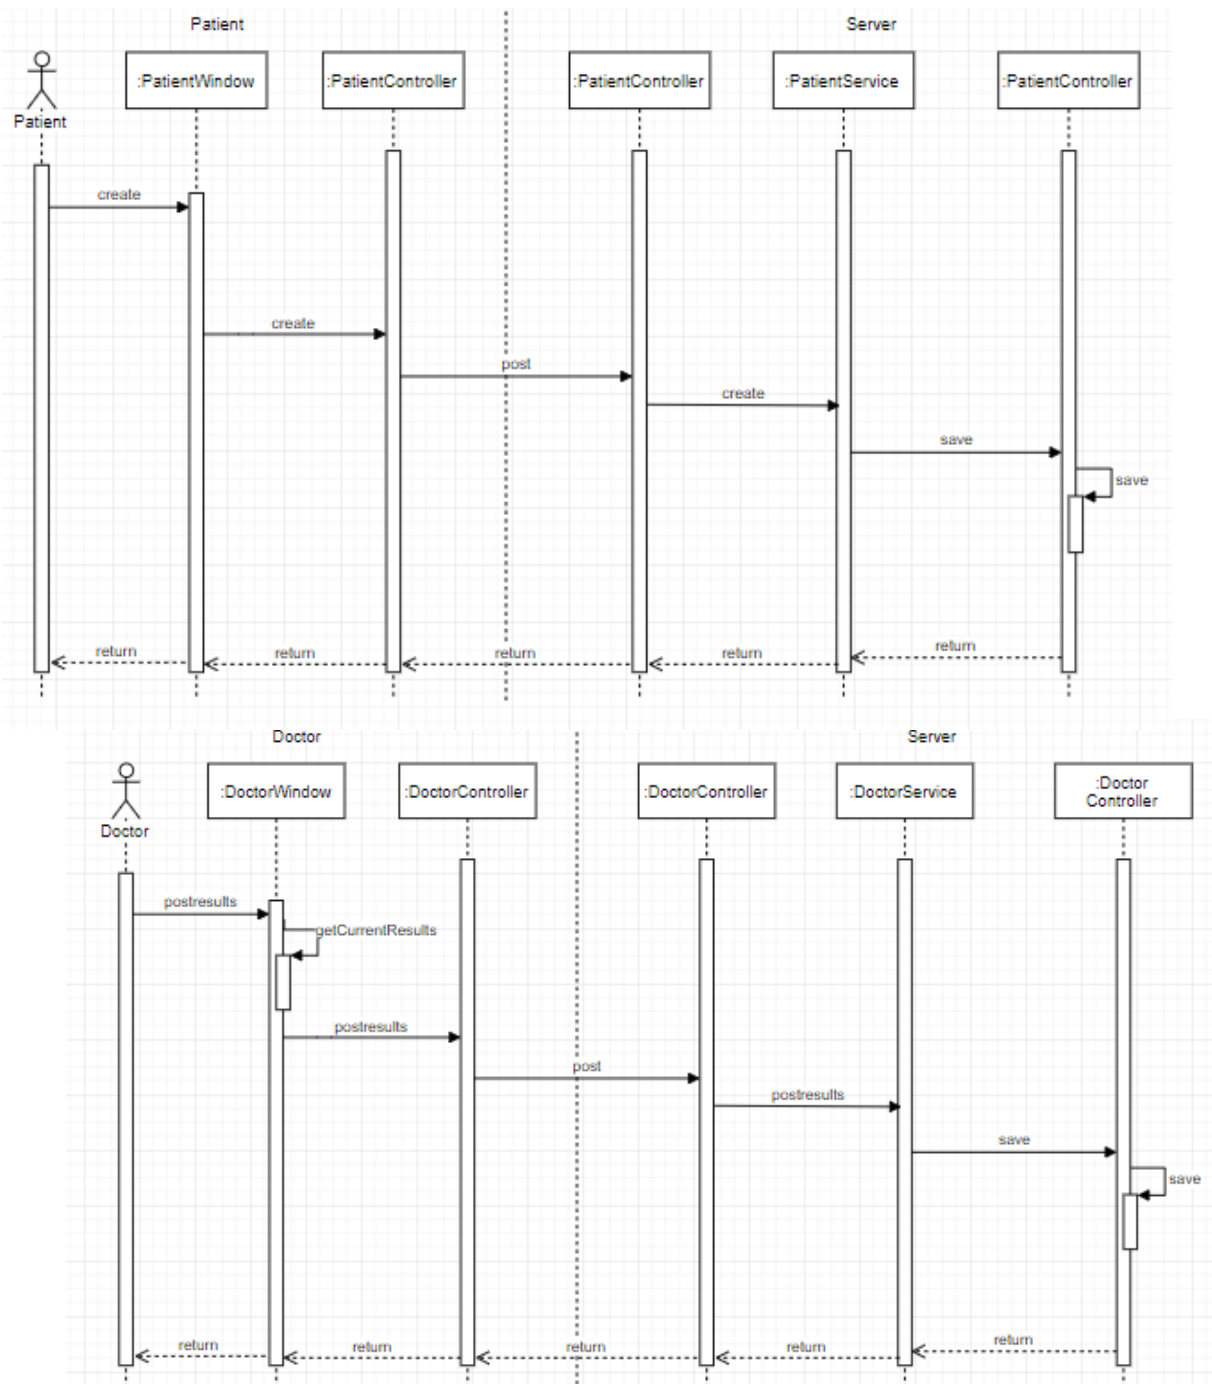 Patient
Server
:PatientWindow
:PatientController
:PatientController
:PatientService
:PatientController
Patient
create
create
post
create
save
save
return
return
return
return
return
Doctor
Server
:DoctorWindow
:DoctorController
:DoctorController
:DoctorService
:Doctor
Controller
Doctor
postresults
getCurrentResults
postresults
post
postresults
save
save
return
return
return
return
return